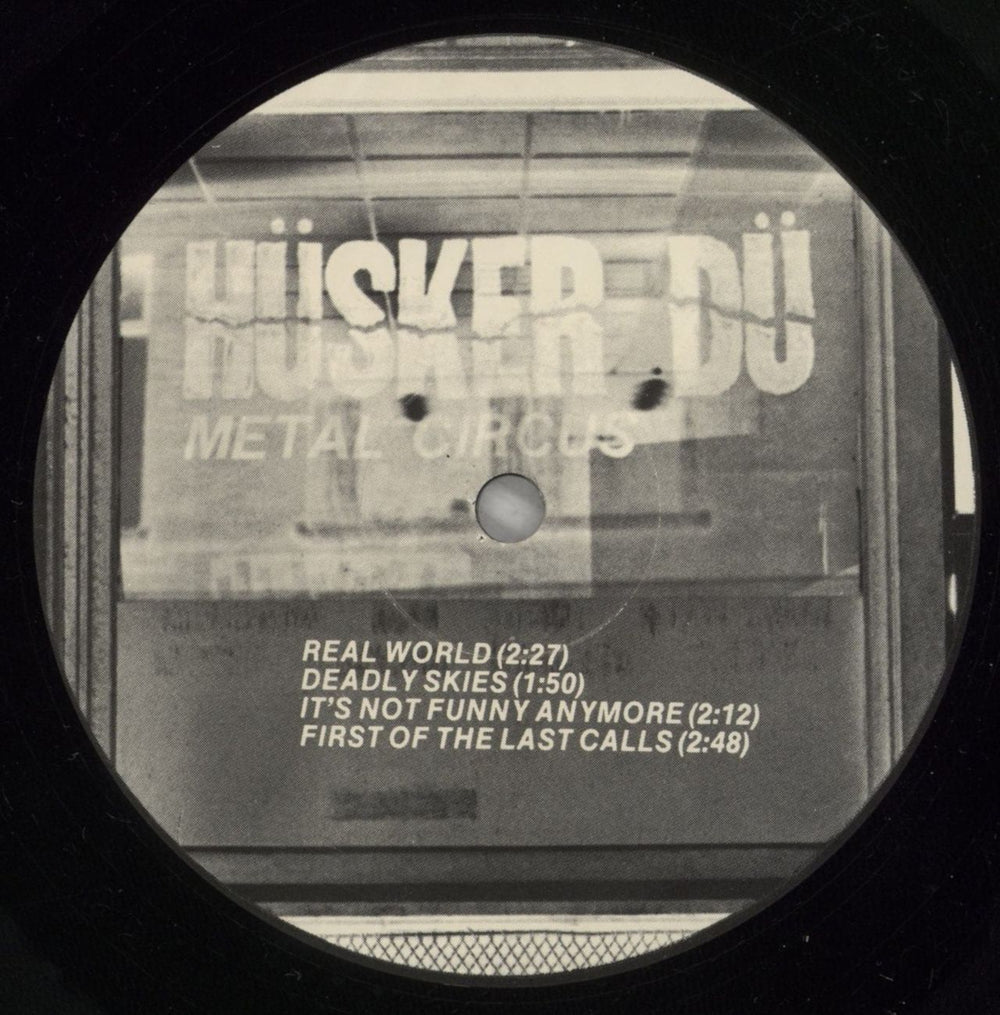 HÜSKER DÜ
METAL CIRCUS
REAL WORLD (2:27)
DEADLY SKIES (1:50)
IT'S NOT FUNNY ANYMORE (2:12)
FIRST OF THE LAST CALLS (2:48)